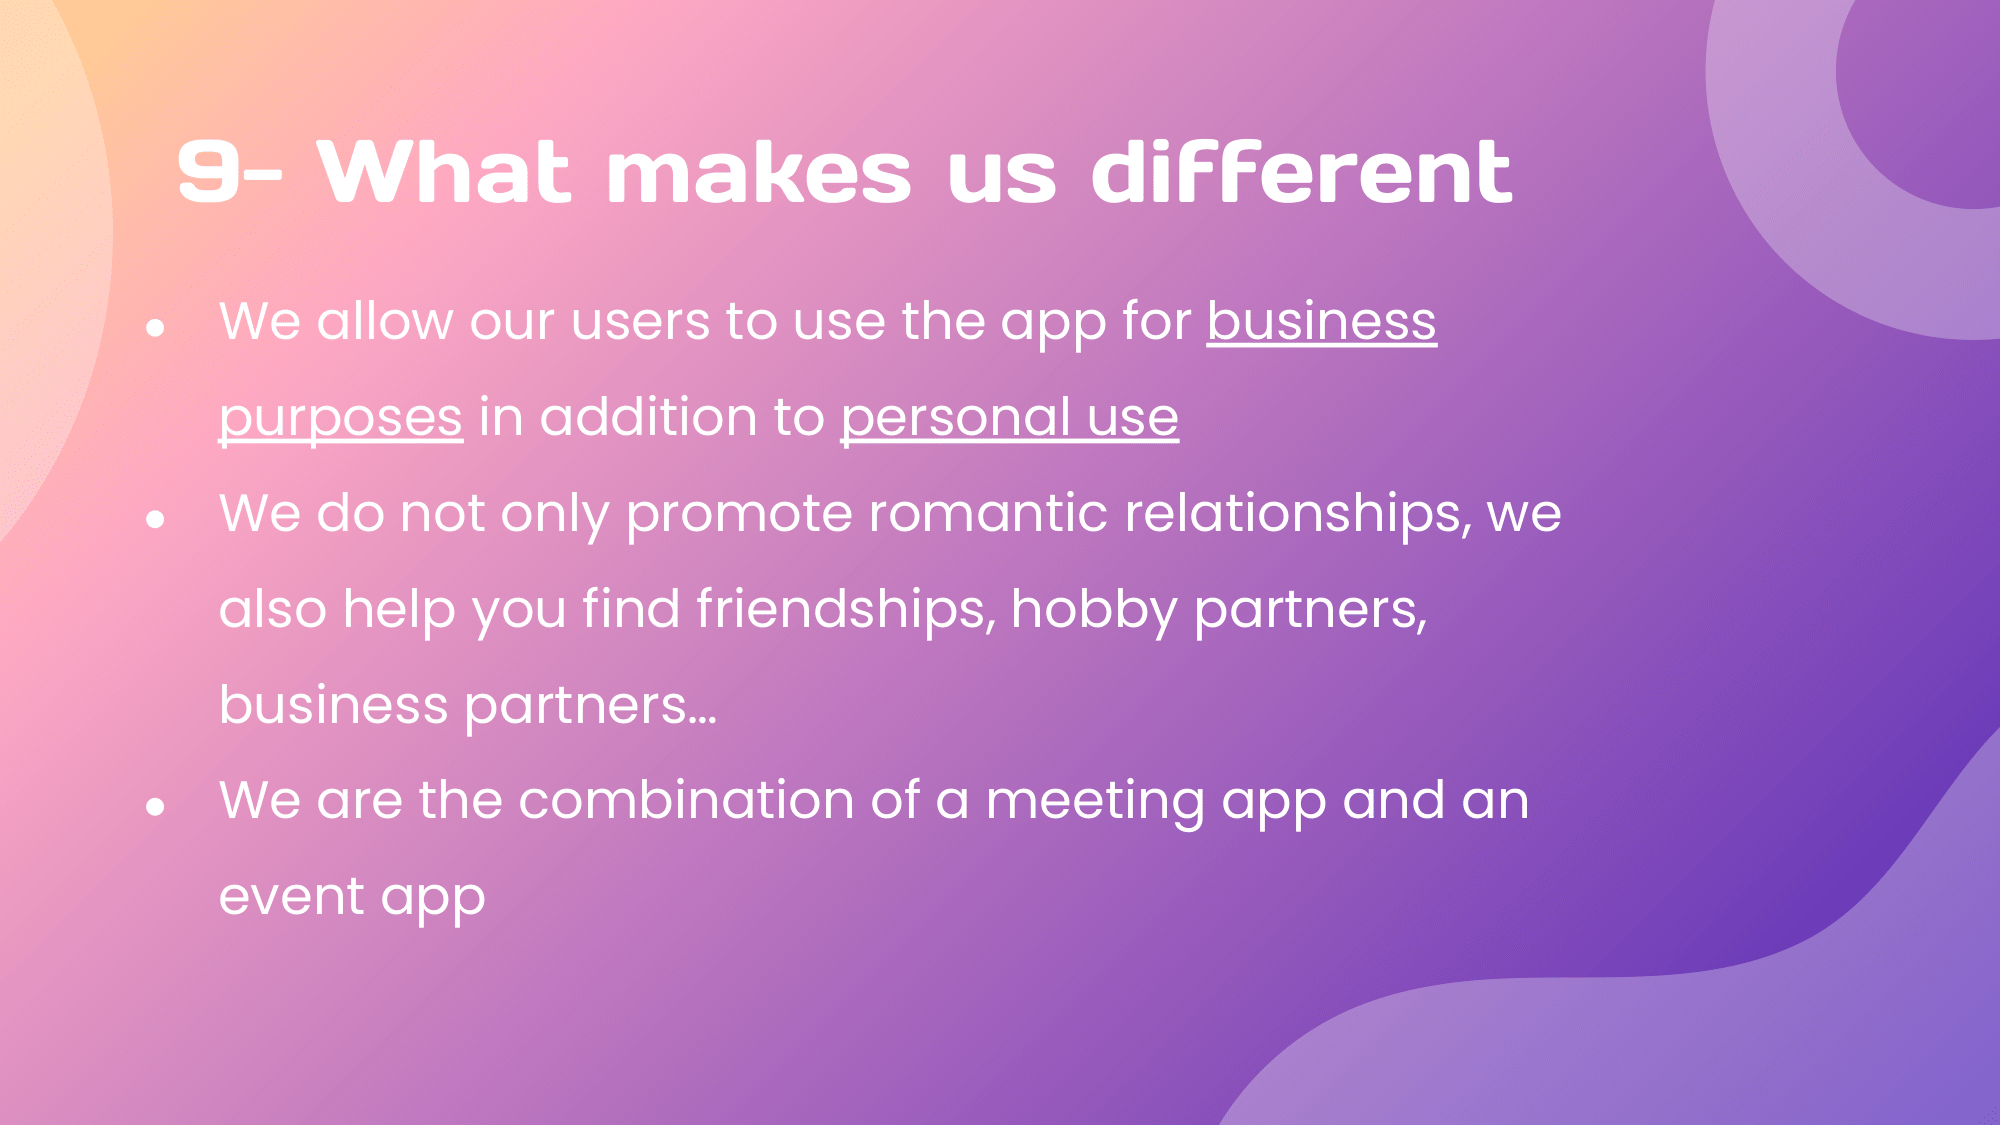 9- What makes us different
● We allow our users to use the app for business
purposes in addition to personal use
● We do not only promote romantic relationships, we
also help you find friendships, hobby partners,
business partners...
● We are the combination of a meeting app and an
event app